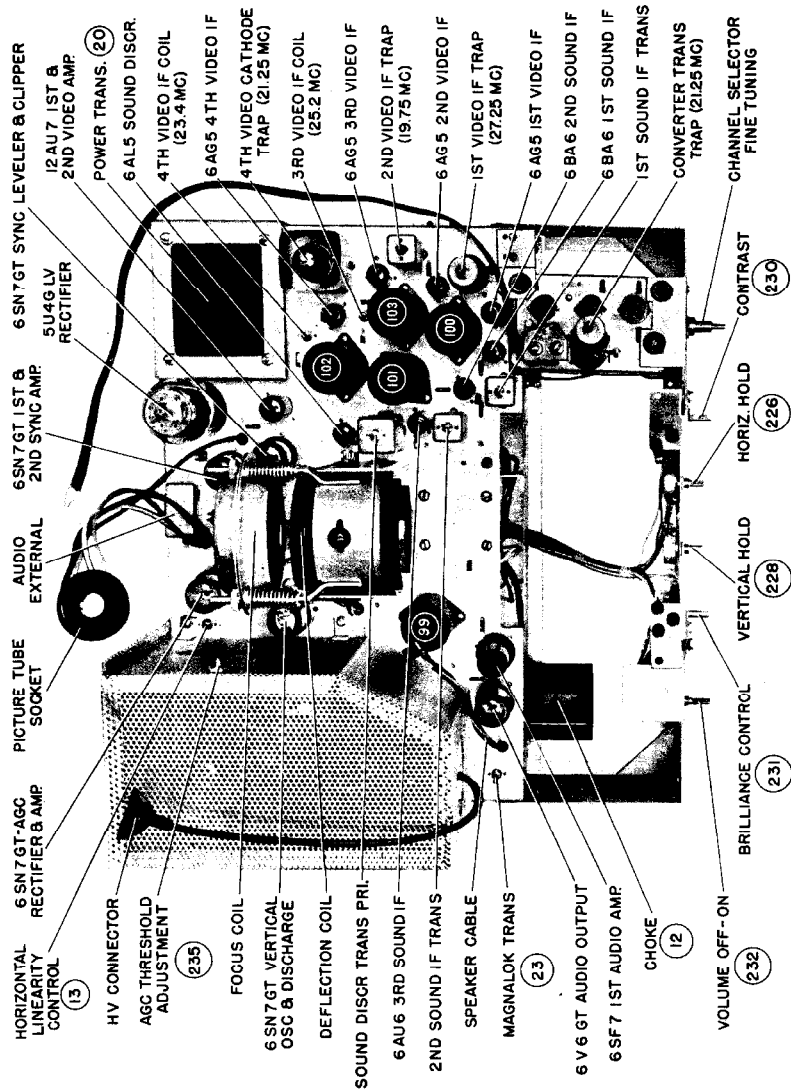 HORIZONTAL
LINEARITY
CONTROL
13
6SN7GT-AGC
RECTIFIER & AMP.
PICTURE TUBE
SOCKET
AUDIO
EXTERNAL
6SN7GT 1ST &
2ND SYNC AMP.
5U4G LV
RECTIFIER
6SN7GT SYNC LEVELER & CLIPPER
12AU7 1ST &
2ND VIDEO AMP.
POWER TRANS. 20
6AL5 SOUND DISCR.
4TH VIDEO IF COIL
(23.4 MC)
6AG5 4TH VIDEO IF
4TH VIDEO CATHODE
TRAP (21.25 MC)
3RD VIDEO IF COIL
(25.2 MC)
6AG5 3RD VIDEO IF
2ND VIDEO IF TRAP
(19.75 MC)
6AG5 2ND VIDEO IF
1ST VIDEO IF TRAP
(27.25 MC)
6AG5 1ST VIDEO IF
6BA6 2ND SOUND IF
6BA6 1ST SOUND IF
1ST SOUND IF TRANS
CONVERTER TRANS
TRAP (21.25 MC)
CHANNEL SELECTOR
FINE TUNING
HV CONNECTOR
AGC THRESHOLD
ADJUSTMENT
235
FOCUS COIL
6SN7GT VERTICAL
OSC & DISCHARGE
DEFLECTION COIL
SOUND DISCR TRANS PRI.
6AU6 3RD SOUND IF
2ND SOUND IF TRANS
SPEAKER CABLE
MAGNALOK TRANS
23
6V6GT AUDIO OUTPUT
6SF7 1ST AUDIO AMP.
CHOKE
12
102
103
101
100
99
VOLUME OFF-ON
232
BRILLIANCE CONTROL
231
VERTICAL HOLD
228
HORIZ HOLD
226
CONTRAST
230